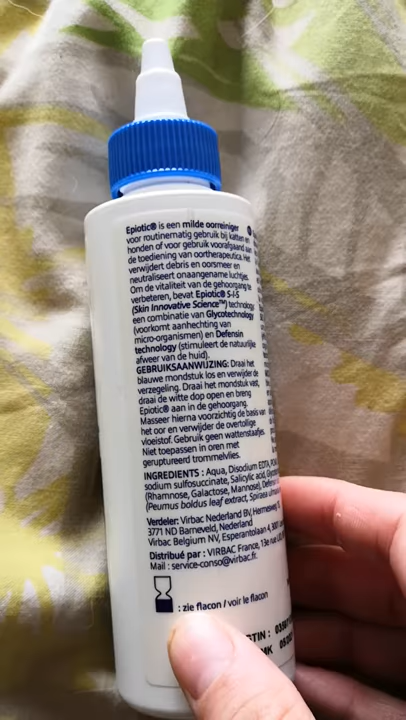 Epiotic® is een milde oorreiniger
voor routinematig gebruik bij katten en
honden of voor gebruik voorafgaand aan
de toediening van oortherapeutica. Het
verwijdert debris en oorsmeer en
neutraliseert onaangename luchtjes.
Om de vitaliteit van de gehoorgang te
verbeteren, bevat Epiotic® S-I-S
(Skin Innovative Science™) technology
een combinatie van Glycotechnology
(voorkomt aanhechting van
micro-organismen) en Defensin
technology (stimuleert de natuurlijke
afweer van de huid).
GEBRUIKSAANWIJZING: Draai het
blauwe mondstuk los en verwijder de
verzegeling. Draai het mondstuk vast,
draai de witte dop open en breng
Epiotic® aan in de gehoorgang.
Masseer hierna voorzichtig de basis van
het oor en verwijder de overtollige
vloeistof. Gebruik geen wattenstaafjes.
Niet toepassen in oren met
geruptureerd trommelvlies.
INGREDIENTS : Aqua, Disodium EDTA,
sodium sulfosuccinate, Salicylic acid,
(Rhamnose, Galactose, Mannose),
(Peumus boldus leaf extract, Spiraea
Verdeler: Virbac Nederland BV, Hermesweg
3771 ND Barneveld, Nederland
Virbac Belgium NV, Esperantolaan 4,
Distribué par : VIRBAC France, 13e rue
Mail : service-conso@virbac.fr.
: zie flacon / voir le flacon
GTIN :